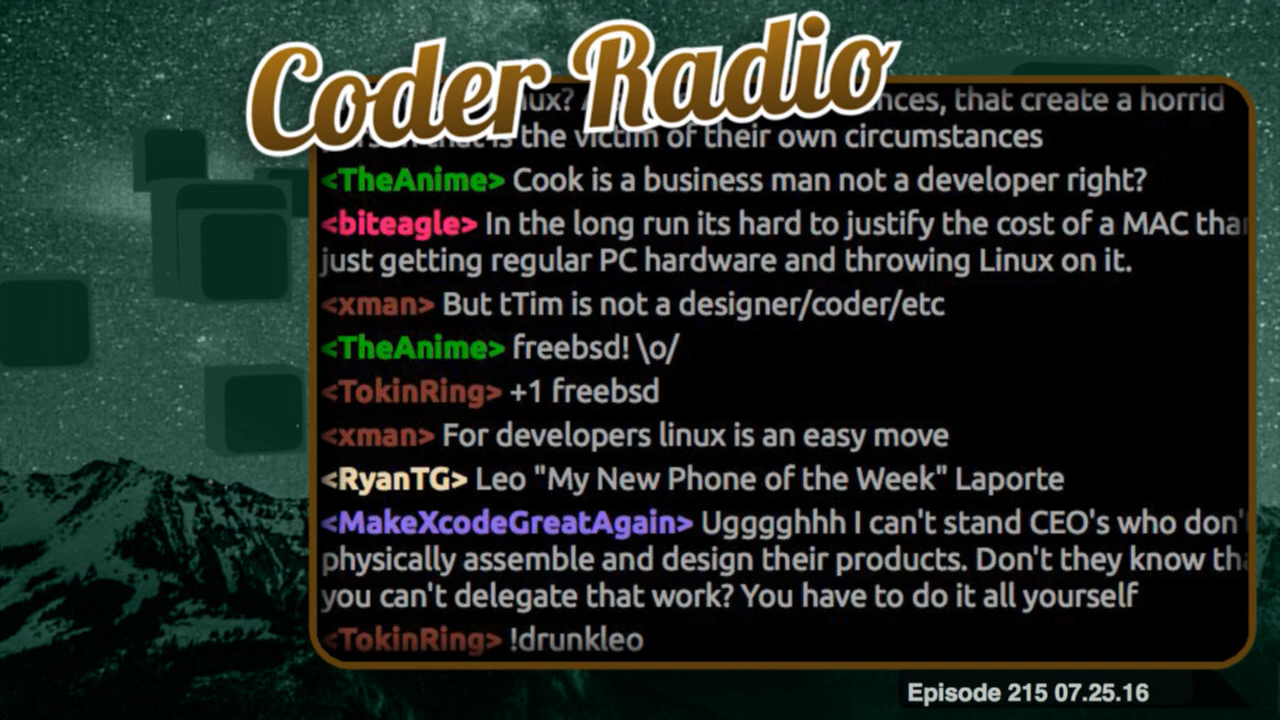 Coder Radio
nces, that create a horrid
is the victim of their own circumstances
<TheAnime> Cook is a business man not a developer right?
<biteagle> In the long run its hard to justify the cost of a MAC than
just getting regular PC hardware and throwing Linux on it.
<xman> But tTim is not a designer/coder/etc
<TheAnime> freebsd! \o/
<TokinRing> +1 freebsd
<xman> For developers linux is an easy move
<RyanTG> Leo "My New Phone of the Week" Laporte
<MakeXcodeGreatAgain> Ugggghhh I can't stand CEO's who don't
physically assemble and design their products. Don't they know tha
you can't delegate that work? You have to do it all yourself
<TokinRing> !drunkleo
Episode 215 07.25.16